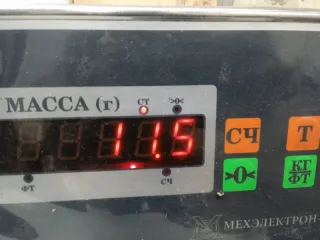 МАССА (г) СТ >0<
11.5
ФТ СЧ
СЧ Т
>0< КГ ФТ
МЕХЭЛЕКТРОН-